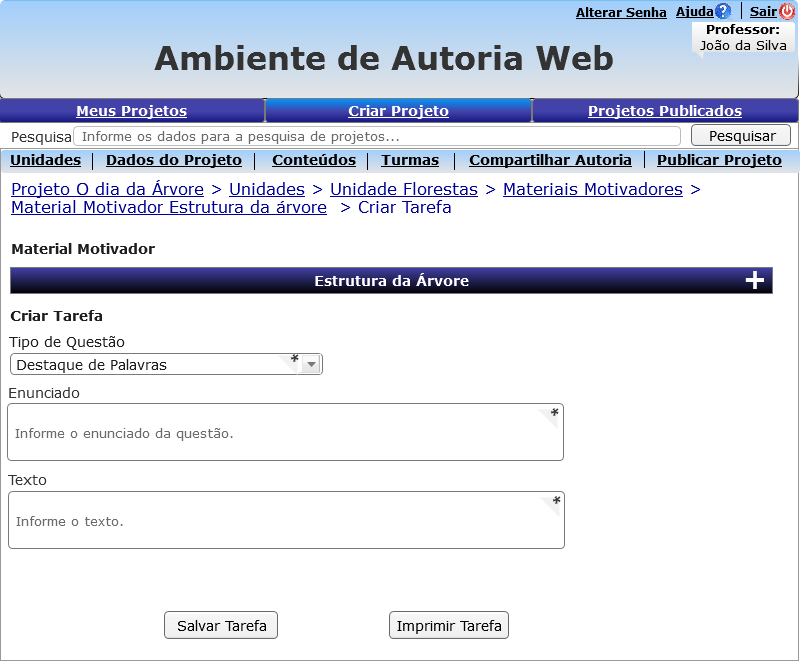 Alterar Senha Ajuda ? Sair
Professor:
João da Silva
Ambiente de Autoria Web
Meus Projetos Criar Projeto Projetos Publicados
Pesquisa Informe os dados para a pesquisa de projetos... Pesquisar
Unidades | Dados do Projeto | Conteúdos | Turmas | Compartilhar Autoria | Publicar Projeto
Projeto O dia da Árvore > Unidades > Unidade Florestas > Materiais Motivadores >
Material Motivador Estrutura da árvore > Criar Tarefa
Material Motivador
Estrutura da Árvore +
Criar Tarefa
Tipo de Questão
Destaque de Palavras *
Enunciado
*
Informe o enunciado da questão.
Texto
*
Informe o texto.
Salvar Tarefa Imprimir Tarefa